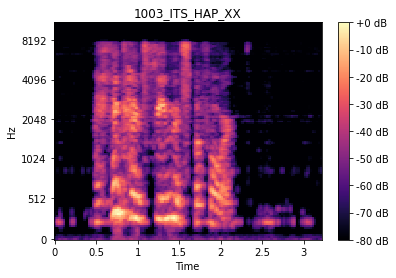 1003_ITS_HAP_XX
+0 dB
8192
-10 dB
4096
-20 dB
-30 dB
2048
Hz
-40 dB
1024
-50 dB
512
-60 dB
-70 dB
0
-80 dB
0 0.5 1 1.5 2 2.5 3
Time